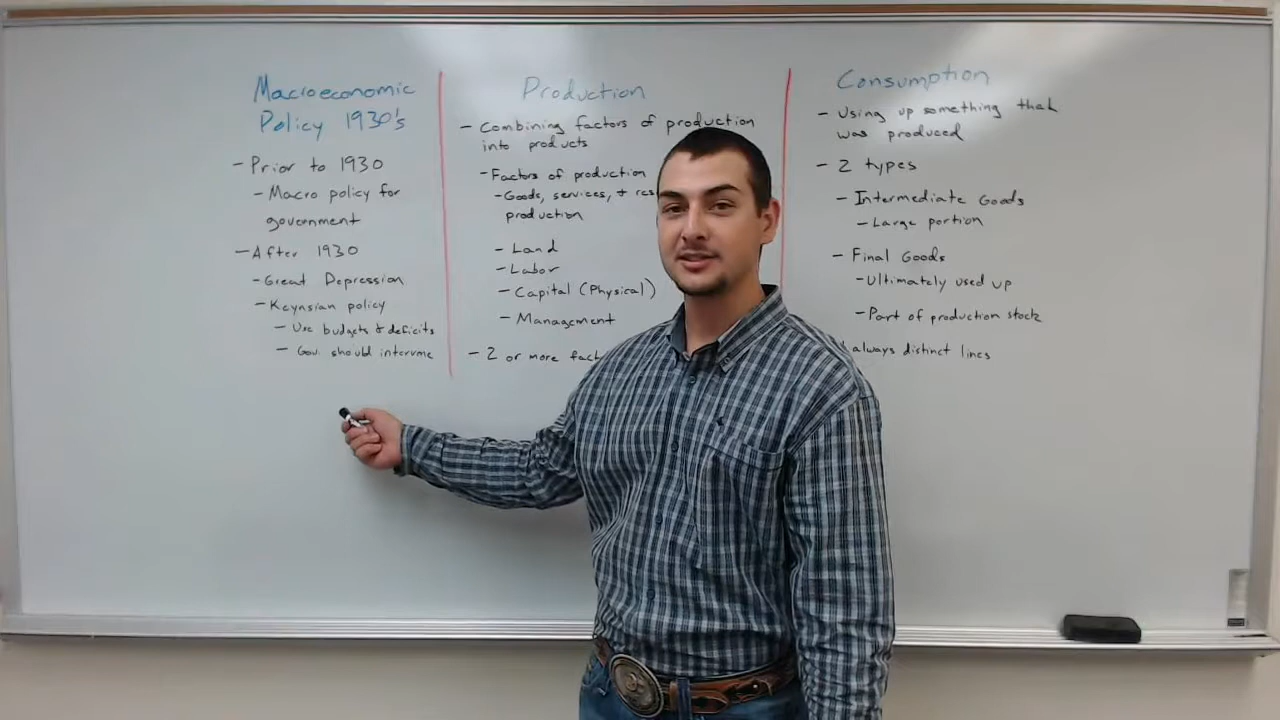 Macroeconomic
Policy 1930's
- Prior to 1930
- Macro policy for
government
- After 1930
- Great Depression
- Keynsian policy
- Use budgets & deficits
- Gov. should intervene
Production
- Combining factors of production
into products
- Factors of production
- Goods, services, + res
production
- Land
- Labor
- Capital (Physical)
- Management
- 2 or more fact
Consumption
- Using up something that
was produced
- 2 types
- Intermediate Goods
- Large portion
- Final Goods
- Ultimately used up
- Part of production stock
always distinct lines